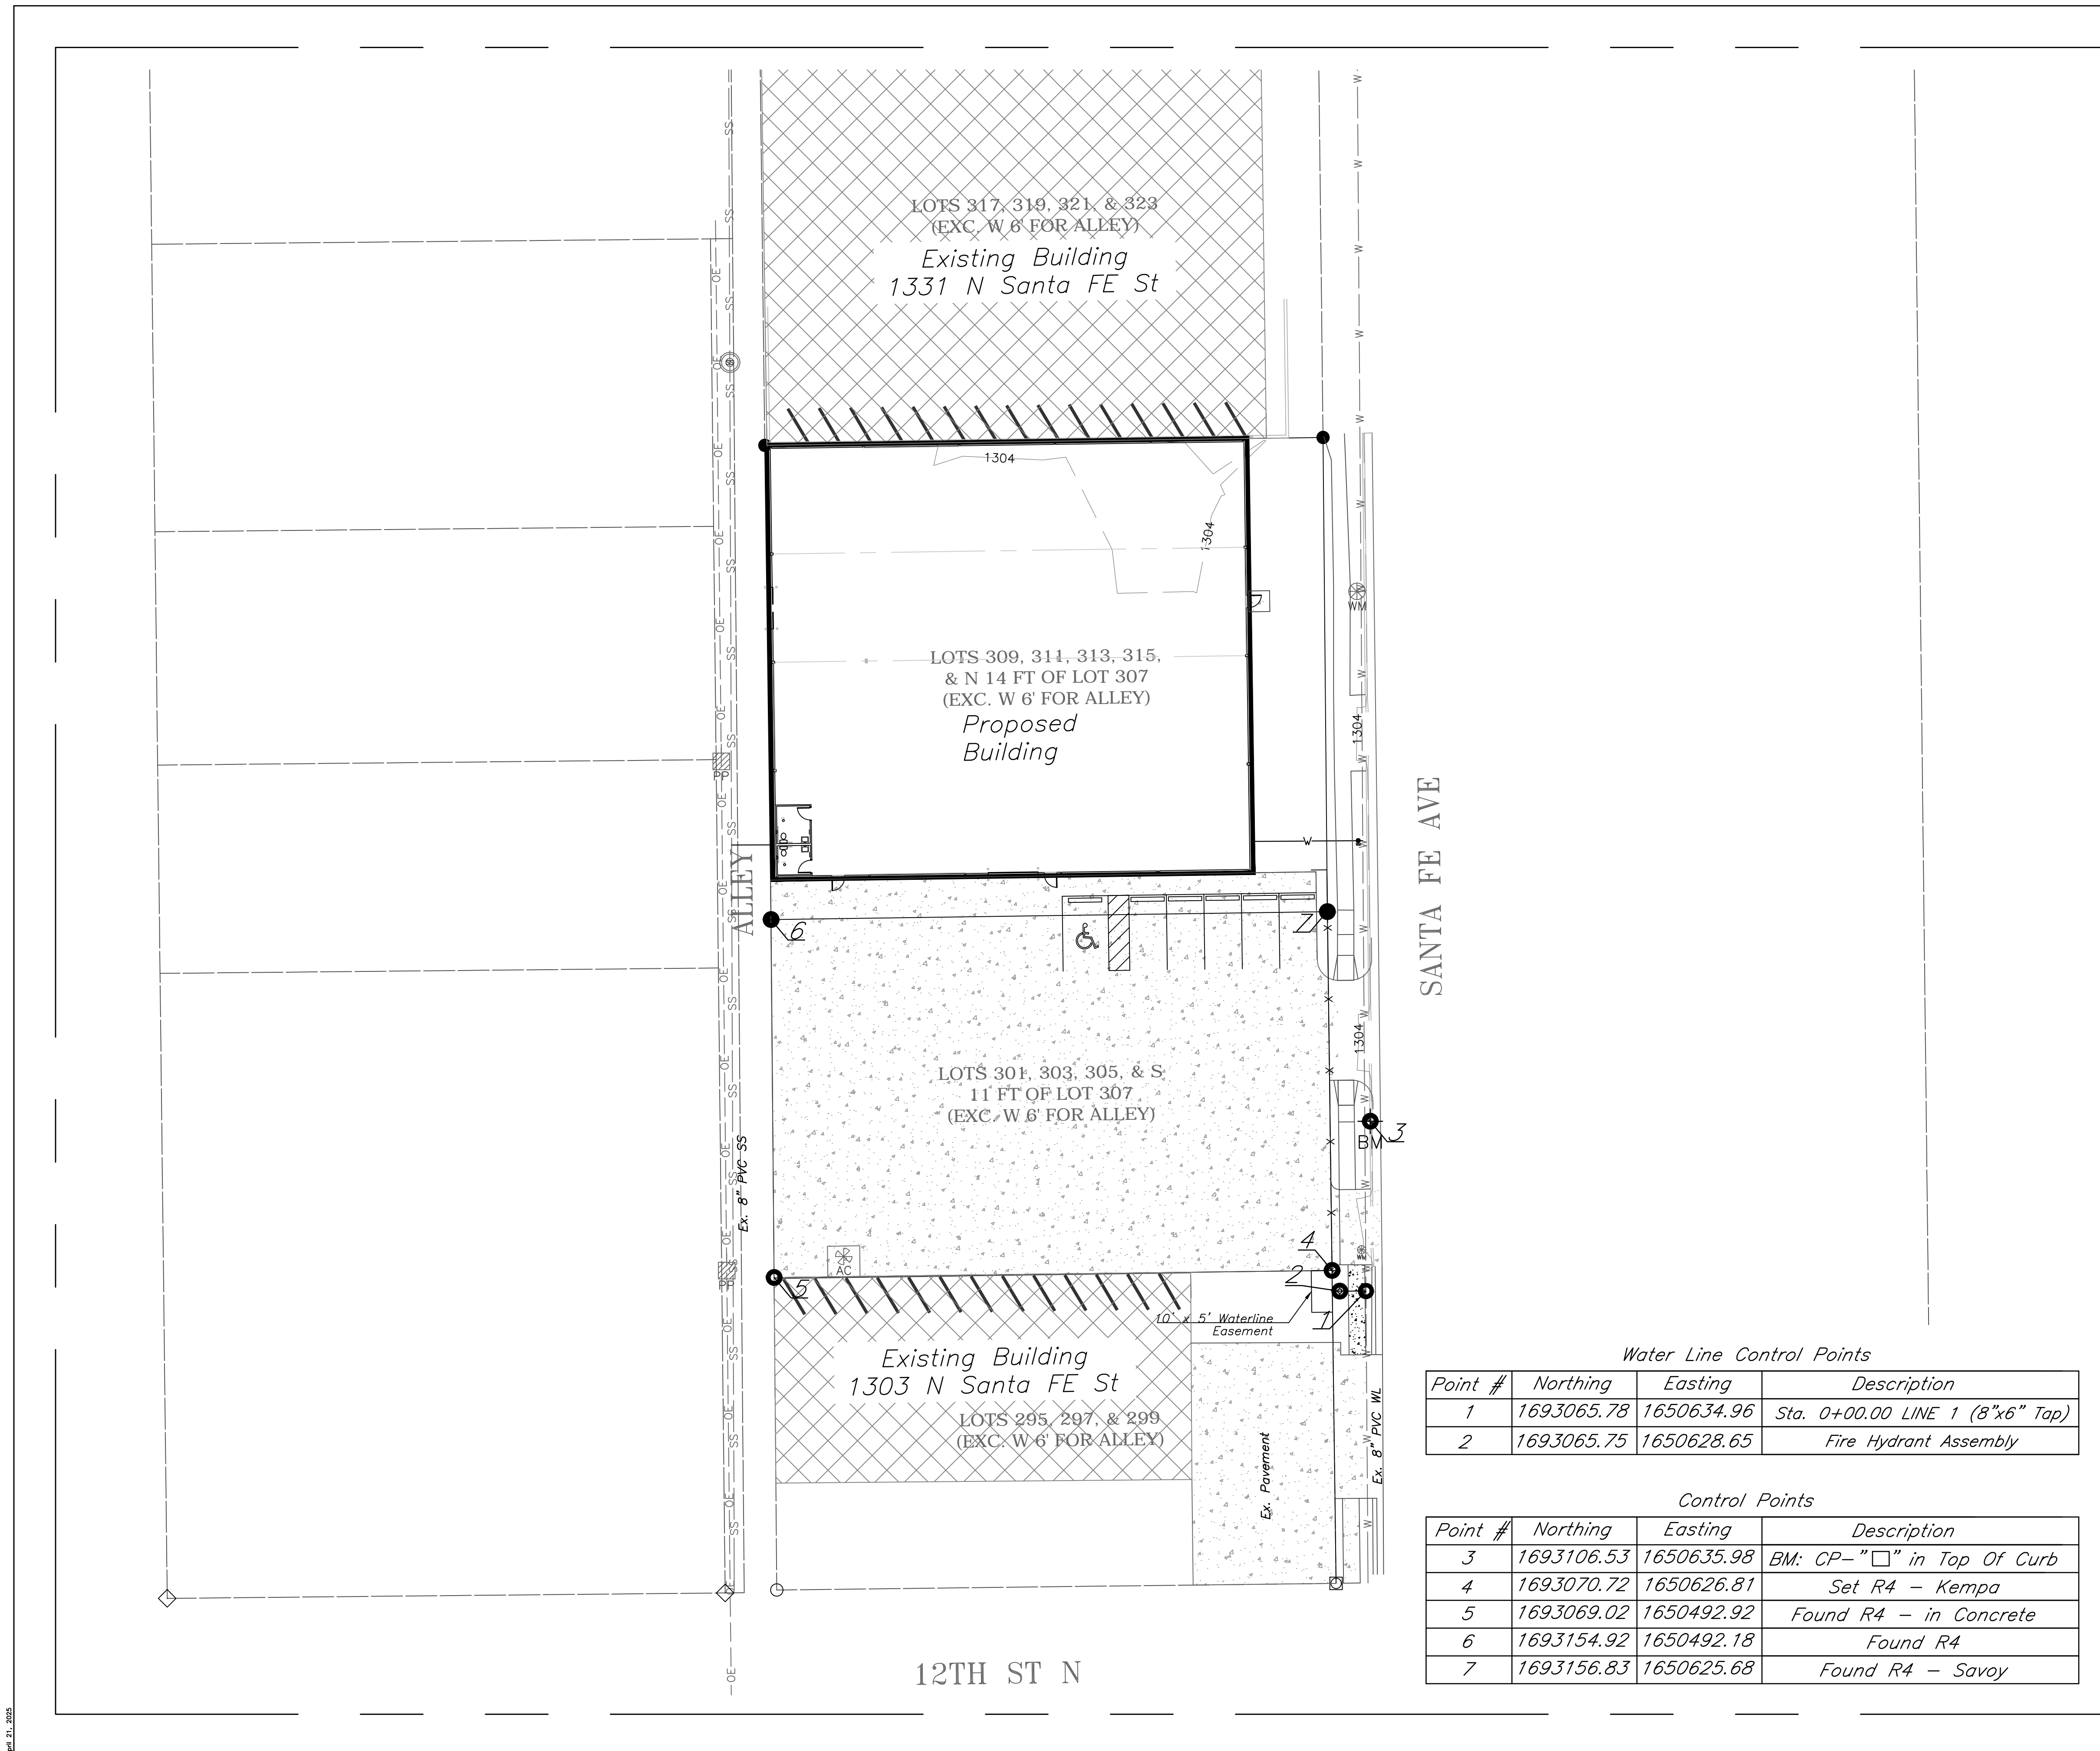 LOTS 317, 319, 321, & 323
(EXC. W 6' FOR ALLEY)
Existing Building
1331 N Santa FE St
1304
1304
WM
LOTS 309, 311, 313, 315,
& N 14 FT OF LOT 307
(EXC. W 6' FOR ALLEY)
Proposed
Building
1304
PP
ALLEY
SANTA FE AVE
W
6
7
1304
LOTS 301, 303, 305, & S
11 FT OF LOT 307
(EXC. W 6' FOR ALLEY)
3
BM
Ex. 8" PVC SS
OE
SS
AC
4
WM
PP
5
2
1
10' x 5' Waterline
Easement
Existing Building
1303 N Santa FE St
LOTS 295, 297, & 299
(EXC. W 6' FOR ALLEY)
Ex. Pavement
Ex. 8" PVC WL
Water Line Control Points
Point # Northing Easting Description
1 1693065.78 1650634.96 Sta. 0+00.00 LINE 1 (8"x6" Tap)
2 1693065.75 1650628.65 Fire Hydrant Assembly
Control Points
Point # Northing Easting Description
3 1693106.53 1650635.98 BM: CP-"□" in Top Of Curb
4 1693070.72 1650626.81 Set R4 - Kempa
5 1693069.02 1650492.92 Found R4 - in Concrete
6 1693154.92 1650492.18 Found R4
7 1693156.83 1650625.68 Found R4 - Savoy
12TH ST N
pril 21, 2025